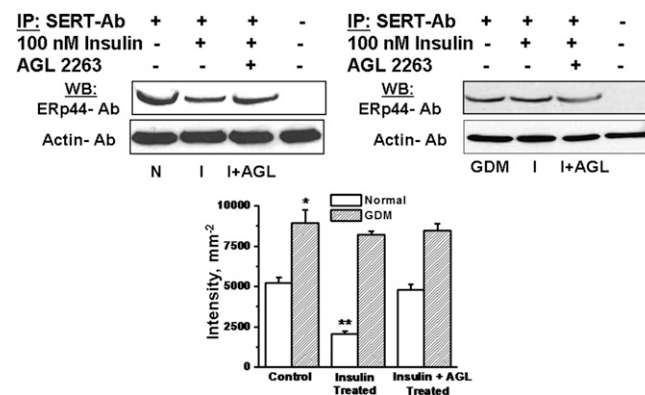 IP: SERT-Ab + + + -
100 nM Insulin - + + -
AGL 2263 - - + -
WB:
ERp44- Ab
Actin- Ab
N I I+AGL
IP: SERT-Ab + + + -
100 nM Insulin - + + -
AGL 2263 - - + -
WB:
ERp44- Ab
Actin- Ab
GDM I I+AGL
Intensity, mm-2
10000
7500
5000
2500
0
Normal
GDM
*
**
Control
Insulin
Treated
Insulin + AGL
Treated